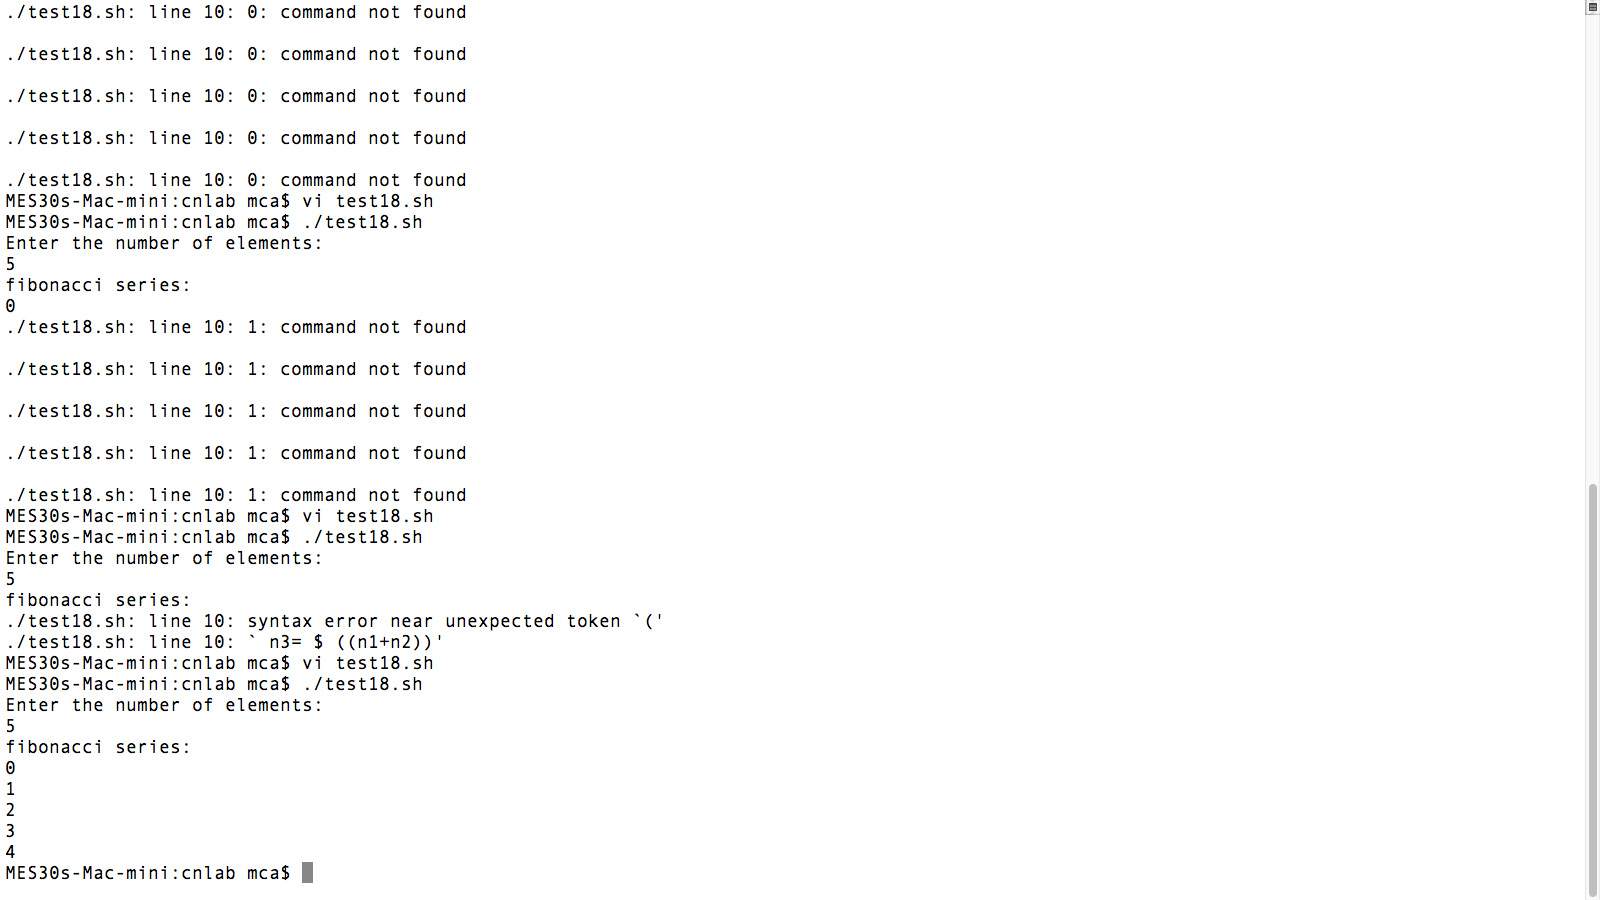 ./test18.sh: line 10: 0: command not found
./test18.sh: line 10: 0: command not found
./test18.sh: line 10: 0: command not found
./test18.sh: line 10: 0: command not found
./test18.sh: line 10: 0: command not found
MES30s-Mac-mini:cnlab mca$ vi test18.sh
MES30s-Mac-mini:cnlab mca$ ./test18.sh
Enter the number of elements:
5
fibonacci series:
0
./test18.sh: line 10: 1: command not found
./test18.sh: line 10: 1: command not found
./test18.sh: line 10: 1: command not found
./test18.sh: line 10: 1: command not found
./test18.sh: line 10: 1: command not found
MES30s-Mac-mini:cnlab mca$ vi test18.sh
MES30s-Mac-mini:cnlab mca$ ./test18.sh
Enter the number of elements:
5
fibonacci series:
./test18.sh: line 10: syntax error near unexpected token `('
./test18.sh: line 10: ` n3= $ ((n1+n2))'
MES30s-Mac-mini:cnlab mca$ vi test18.sh
MES30s-Mac-mini:cnlab mca$ ./test18.sh
Enter the number of elements:
5
fibonacci series:
0
1
2
3
4
MES30s-Mac-mini:cnlab mca$